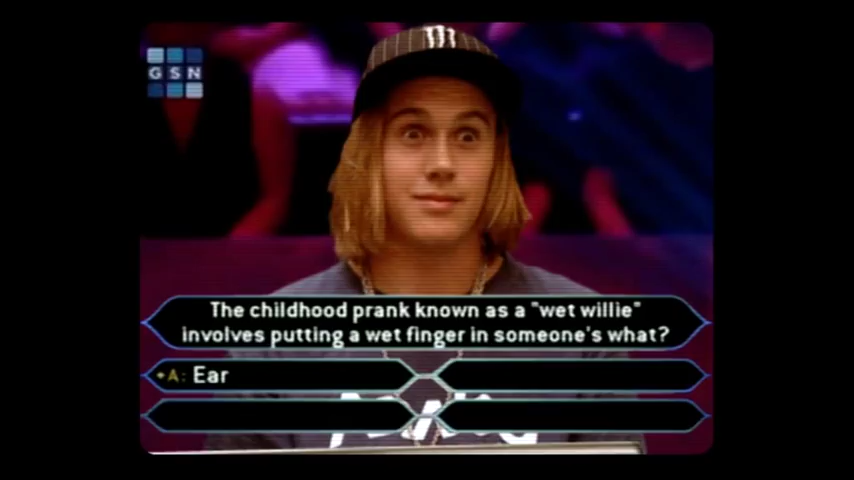 GSN
The childhood prank known as a "wet willie"
involves putting a wet finger in someone's what?
A: Ear